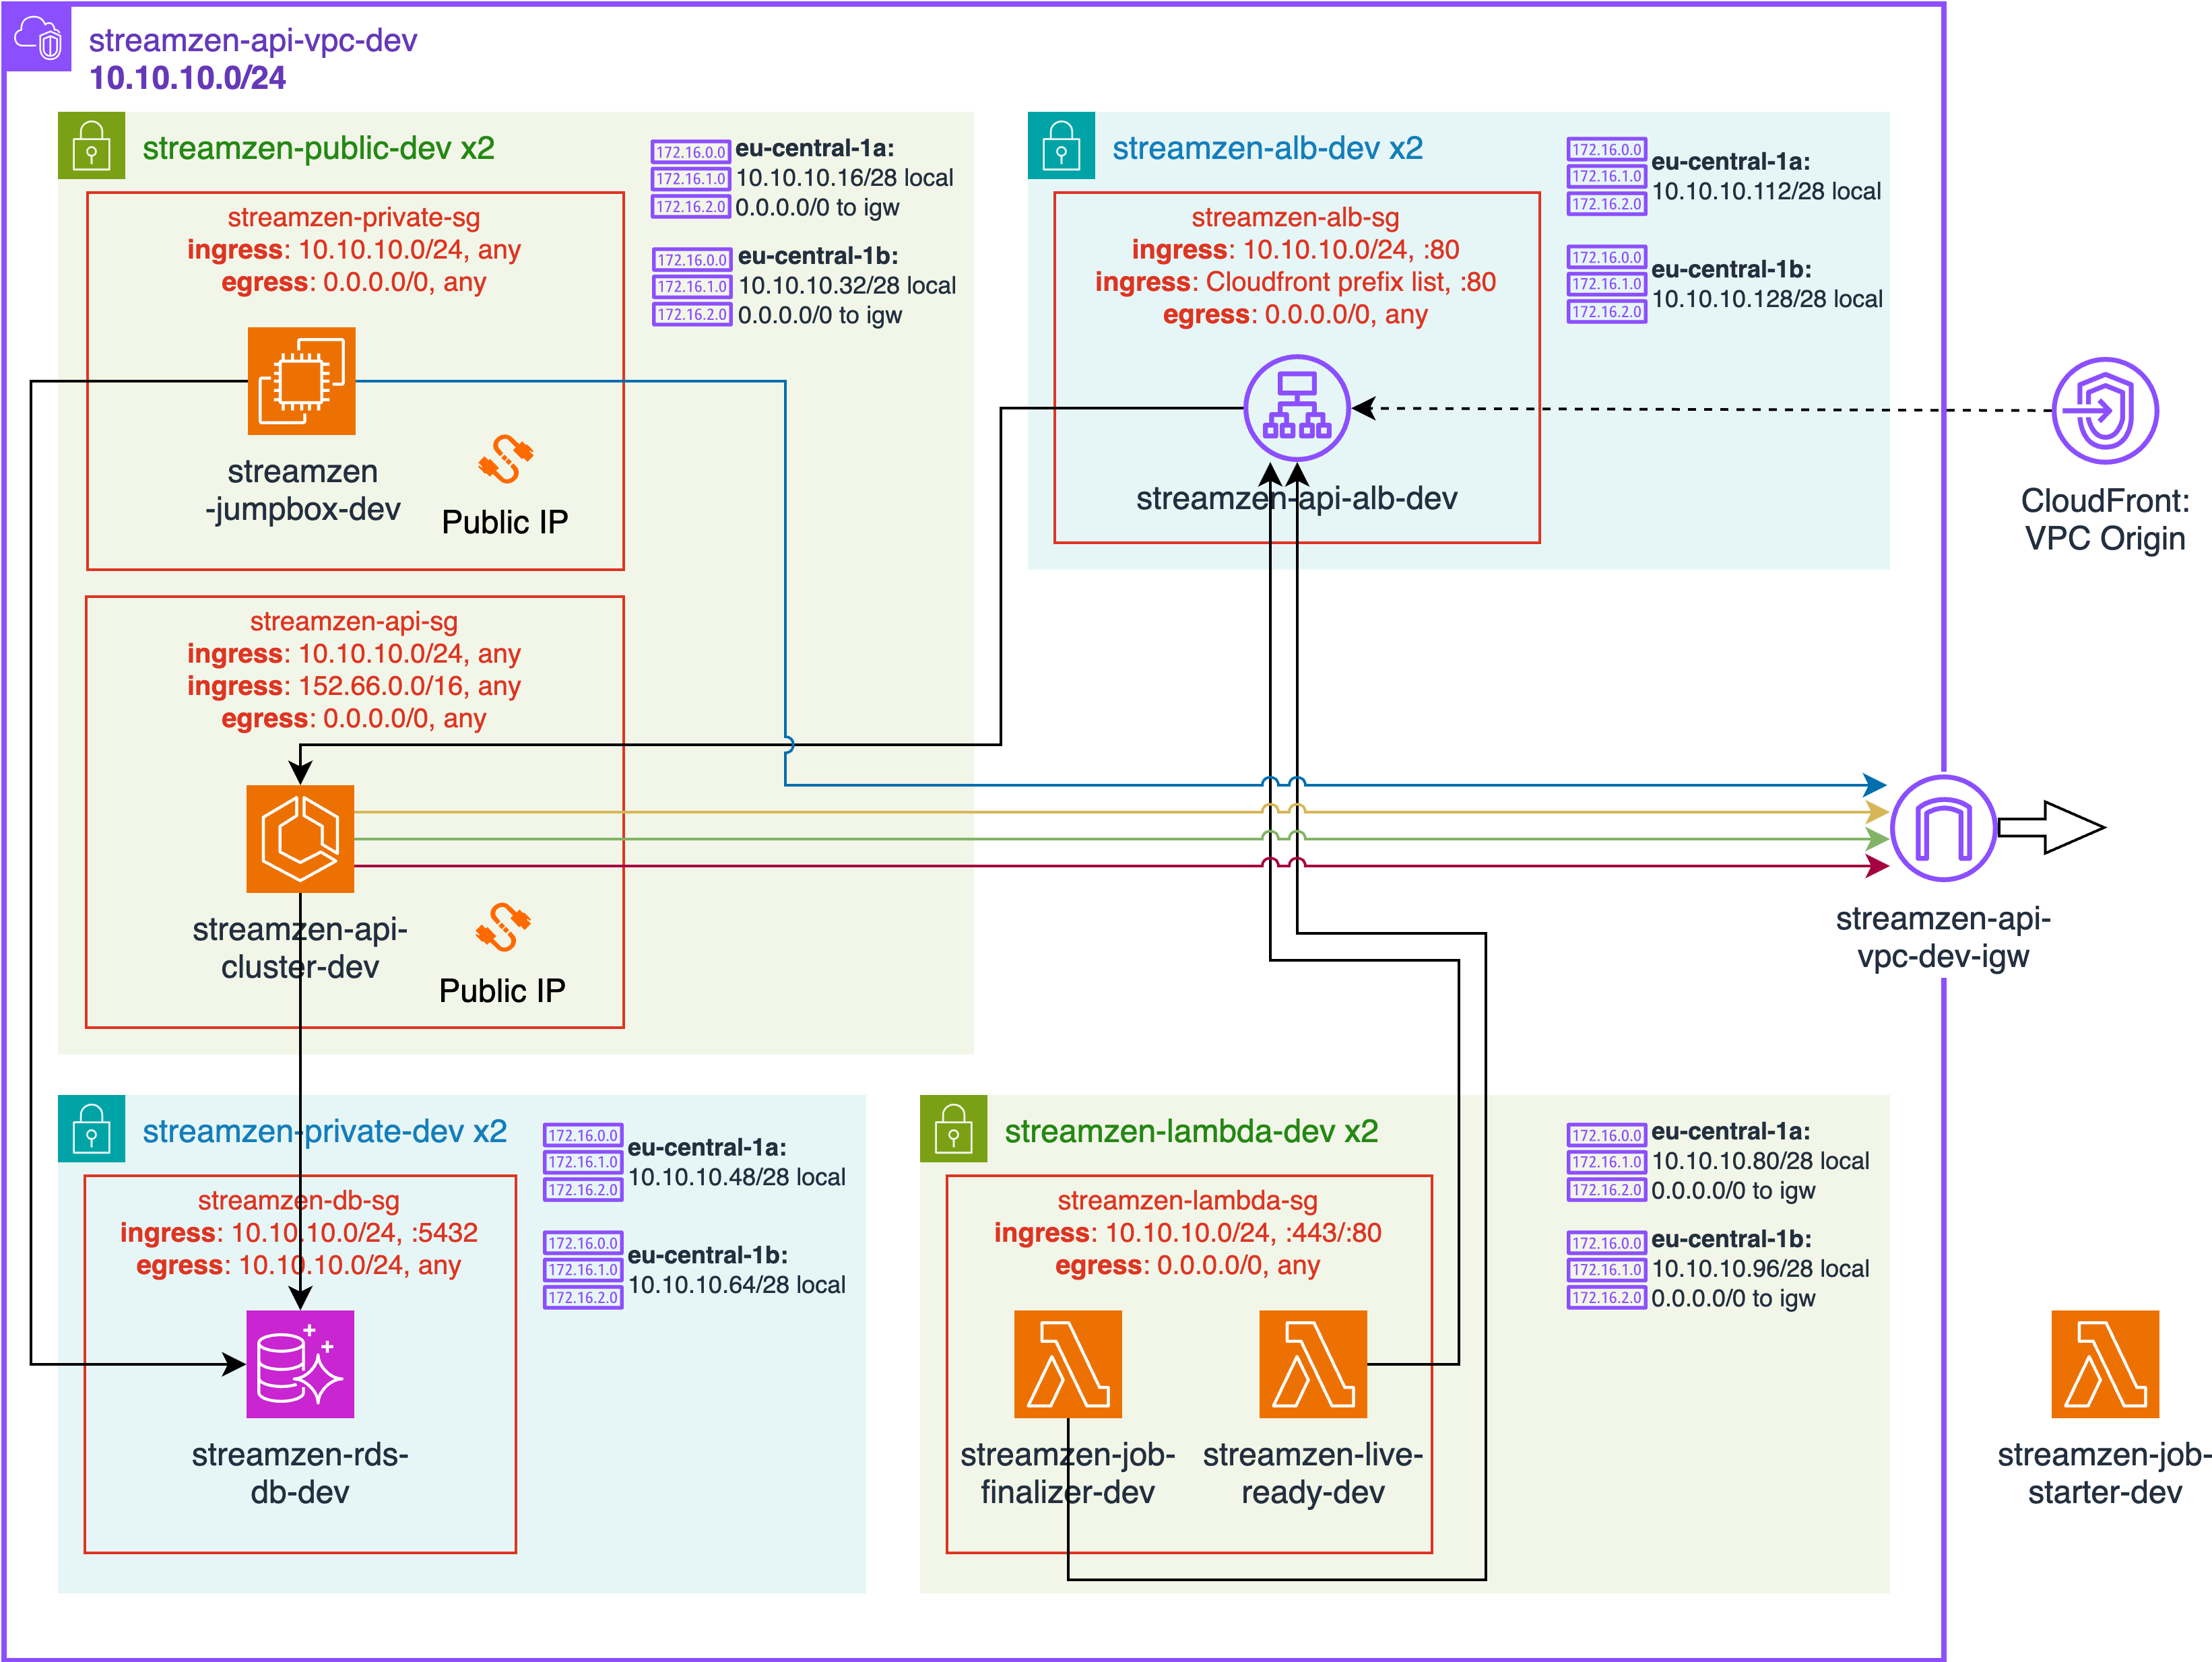 streamzen-api-vpc-dev
10.10.10.0/24
streamzen-public-dev x2
172.16.0.0
172.16.1.0
172.16.2.0
eu-central-1a:
10.10.10.16/28 local
0.0.0.0/0 to igw
172.16.0.0
172.16.1.0
172.16.2.0
eu-central-1b:
10.10.10.32/28 local
0.0.0.0/0 to igw
streamzen-private-sg
ingress: 10.10.10.0/24, any
egress: 0.0.0.0/0, any
streamzen
-jumpbox-dev
Public IP
streamzen-api-sg
ingress: 10.10.10.0/24, any
ingress: 152.66.0.0/16, any
egress: 0.0.0.0/0, any
streamzen-api-
cluster-dev
Public IP
streamzen-alb-dev x2
172.16.0.0
172.16.1.0
172.16.2.0
eu-central-1a:
10.10.10.112/28 local
172.16.0.0
172.16.1.0
172.16.2.0
eu-central-1b:
10.10.10.128/28 local
streamzen-alb-sg
ingress: 10.10.10.0/24, :80
ingress: Cloudfront prefix list, :80
egress: 0.0.0.0/0, any
streamzen-api-alb-dev
CloudFront:
VPC Origin
streamzen-api-
vpc-dev-igw
streamzen-private-dev x2
172.16.0.0
172.16.1.0
172.16.2.0
eu-central-1a:
10.10.10.48/28 local
172.16.0.0
172.16.1.0
172.16.2.0
eu-central-1b:
10.10.10.64/28 local
streamzen-db-sg
ingress: 10.10.10.0/24, :5432
egress: 10.10.10.0/24, any
streamzen-rds-
db-dev
streamzen-lambda-dev x2
172.16.0.0
172.16.1.0
172.16.2.0
eu-central-1a:
10.10.10.80/28 local
0.0.0.0/0 to igw
172.16.0.0
172.16.1.0
172.16.2.0
eu-central-1b:
10.10.10.96/28 local
0.0.0.0/0 to igw
streamzen-lambda-sg
ingress: 10.10.10.0/24, :443/:80
egress: 0.0.0.0/0, any
streamzen-job-
finalizer-dev
streamzen-live-
ready-dev
streamzen-job-
starter-dev